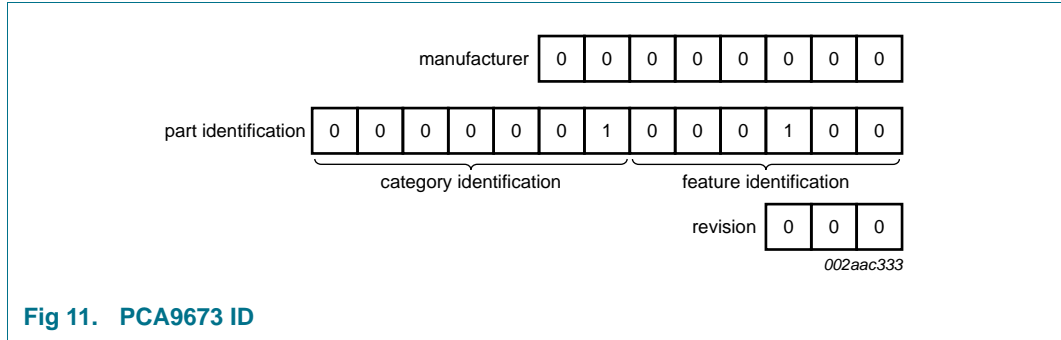 manufacturer 0 0 0 0 0 0 0 0
part identification 0 0 0 0 0 0 1 0 0 0 1 0 0
category identification feature identification
revision 0 0 0
002aac333
Fig 11. PCA9673 ID